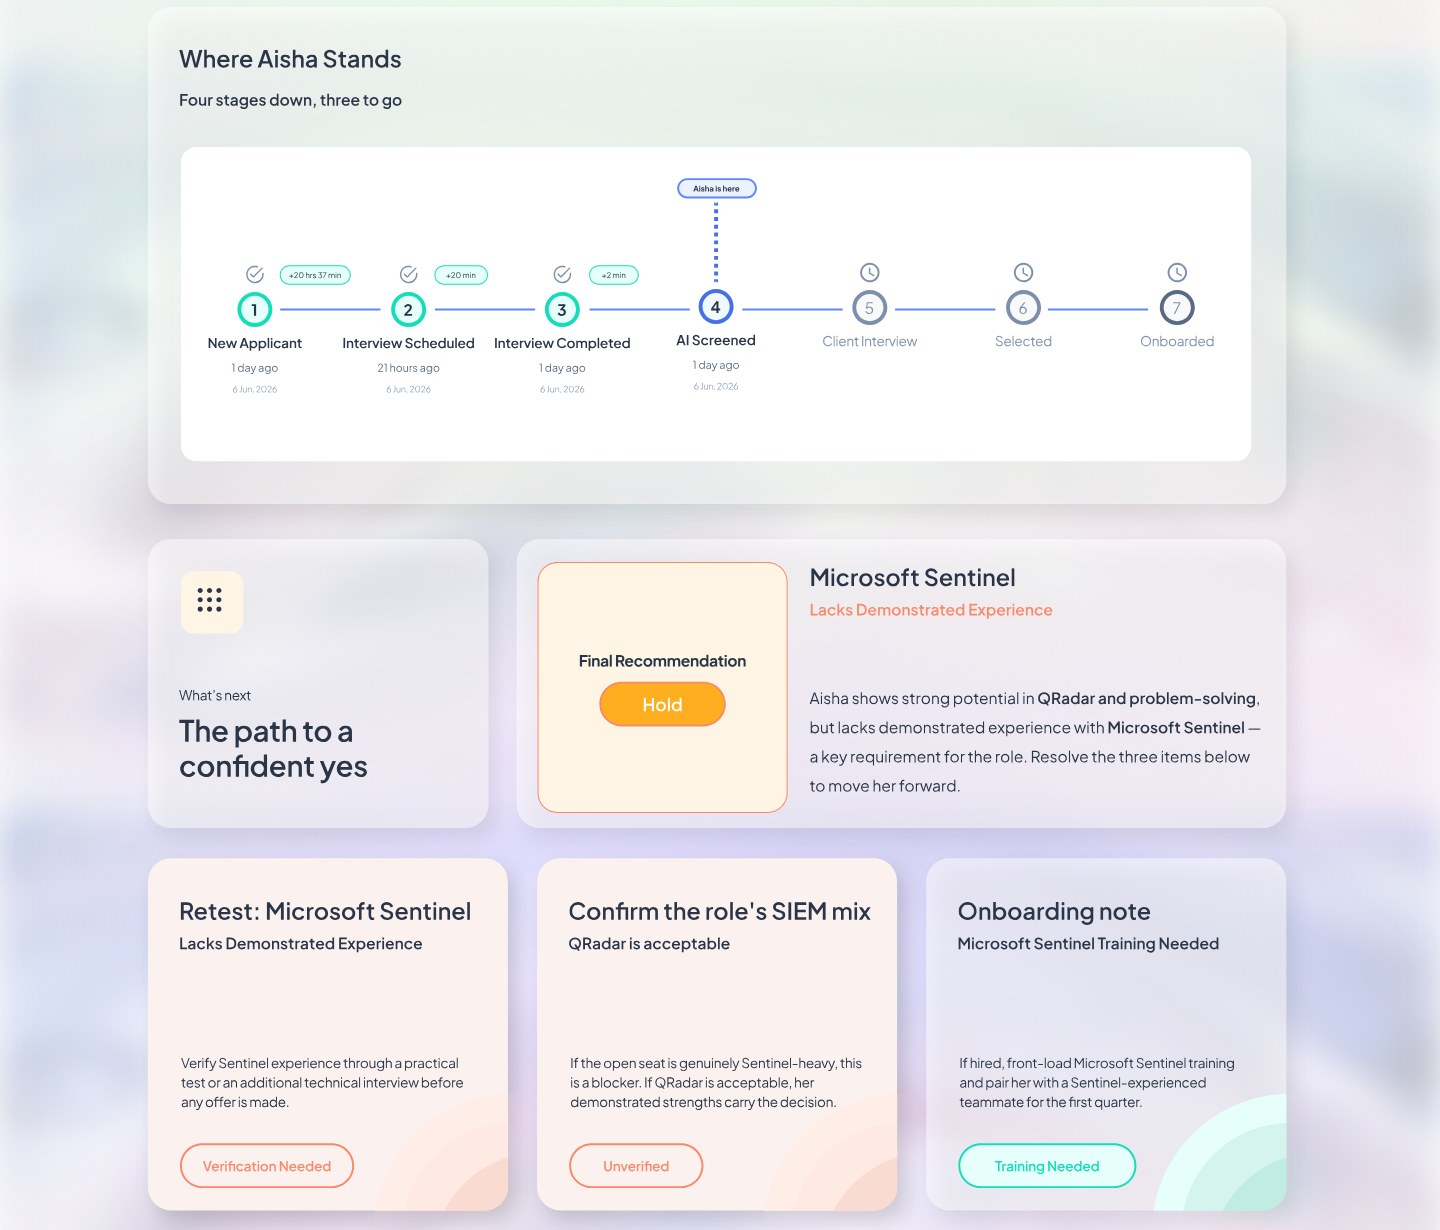 Where Aisha Stands
Four stages down, three to go
Aisha is here
+20 hrs 37 min
+20 min
+2 min
1
2
3
4
5
6
7
New Applicant
Interview Scheduled
Interview Completed
AI Screened
Client Interview
Selected
Onboarded
1 day ago
21 hours ago
1 day ago
1 day ago
6 Jun, 2026
6 Jun, 2026
6 Jun, 2026
6 Jun, 2026
What's next
The path to a
confident yes
Final Recommendation
Hold
Microsoft Sentinel
Lacks Demonstrated Experience
Aisha shows strong potential in QRadar and problem-solving,
but lacks demonstrated experience with Microsoft Sentinel —
a key requirement for the role. Resolve the three items below
to move her forward.
Retest: Microsoft Sentinel
Lacks Demonstrated Experience
Verify Sentinel experience through a practical
test or an additional technical interview before
any offer is made.
Verification Needed
Confirm the role's SIEM mix
QRadar is acceptable
If the open seat is genuinely Sentinel-heavy, this
is a blocker. If QRadar is acceptable, her
demonstrated strengths carry the decision.
Unverified
Onboarding note
Microsoft Sentinel Training Needed
If hired, front-load Microsoft Sentinel training
and pair her with a Sentinel-experienced
teammate for the first quarter.
Training Needed